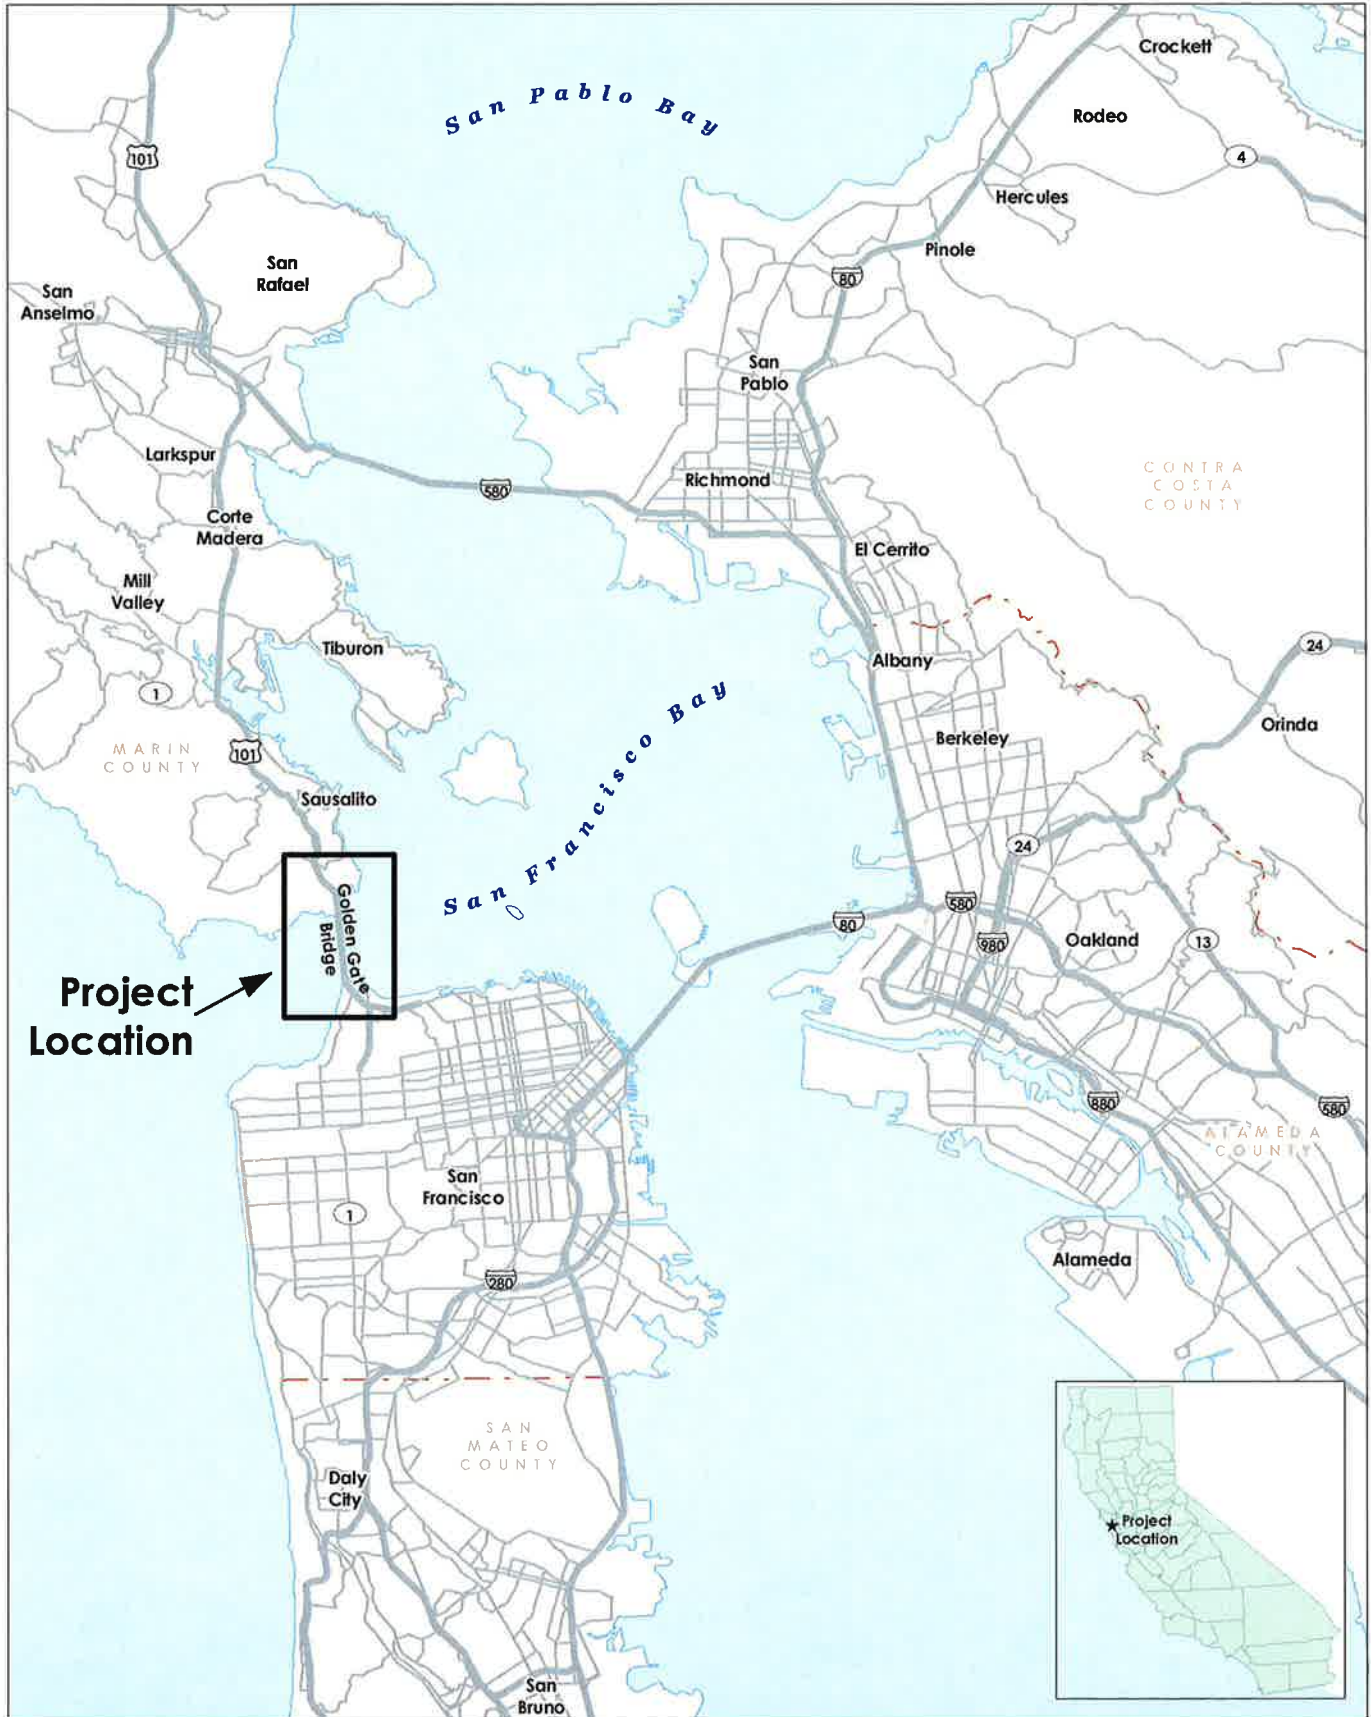 Crockett
San Pablo Bay
Rodeo
101
4
Hercules
Pinole
San
Rafael
80
San
Anselmo
San
Pablo
Larkspur
CONTRA
COSTA
COUNTY
Richmond
580
Corte
Madera
El Cerrito
Mill
Valley
Tiburon
24
Albany
1
San Francisco Bay
Orinda
Berkeley
MARIN
COUNTY
101
Sausalito
24
Golden Gate
Bridge
580
80
980
Oakland
13
Project
Location
880
580
ALAMEDA
COUNTY
San
Francisco
1
Alameda
280
SAN
MATEO
COUNTY
Daly
City
Project
Location
San
Bruno